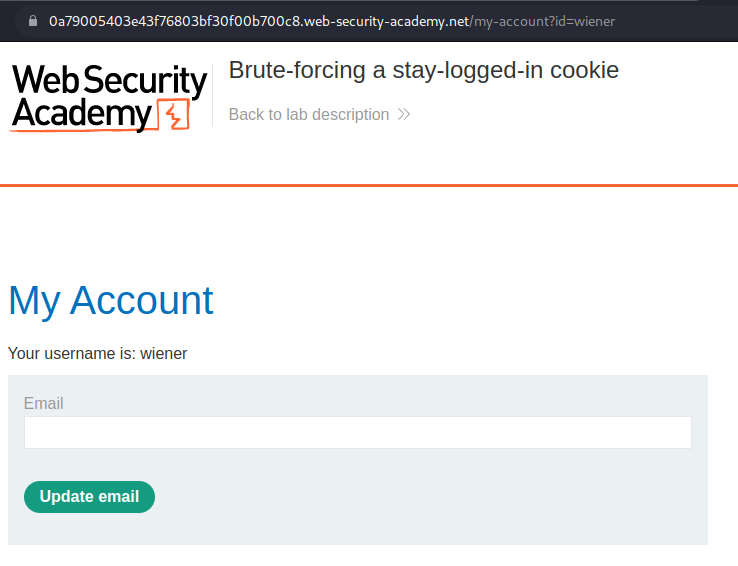 0a79005403e43f76803bf30f00b700c8.web-security-academy.net/my-account?id=wiener
Web Security
Academy
Brute-forcing a stay-logged-in cookie
Back to lab description
My Account
Your username is: wiener
Email
Update email